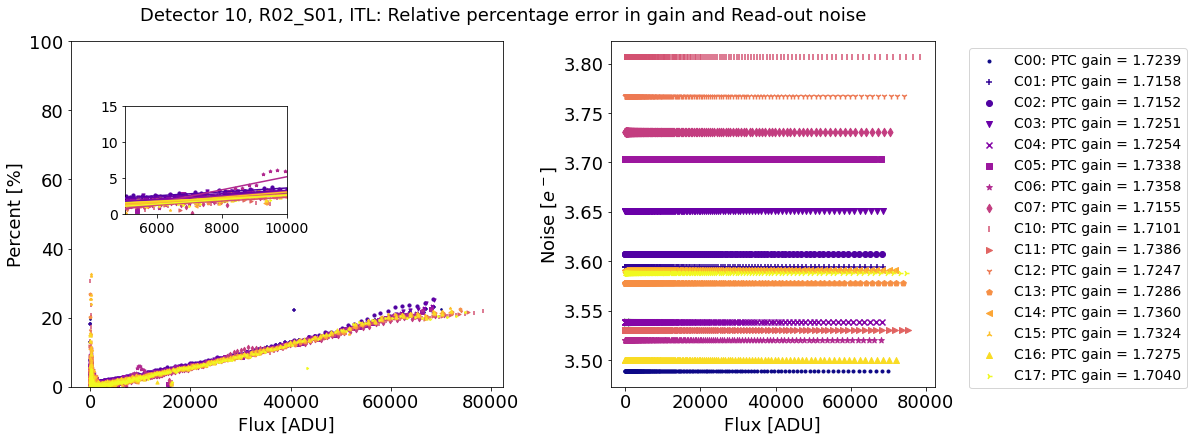 Detector 10, R02_S01, ITL: Relative percentage error in gain and Read-out noise
100
80
60
40
20
0
Percent [%]
15
10
5
0
6000 8000 10000
0 20000 40000 60000 80000
Flux [ADU]
3.80
3.75
3.70
3.65
3.60
3.55
3.50
Noise [e⁻]
0 20000 40000 60000 80000
Flux [ADU]
C00: PTC gain = 1.7239
C01: PTC gain = 1.7158
C02: PTC gain = 1.7152
C03: PTC gain = 1.7251
C04: PTC gain = 1.7254
C05: PTC gain = 1.7338
C06: PTC gain = 1.7358
C07: PTC gain = 1.7155
C10: PTC gain = 1.7101
C11: PTC gain = 1.7386
C12: PTC gain = 1.7247
C13: PTC gain = 1.7286
C14: PTC gain = 1.7360
C15: PTC gain = 1.7324
C16: PTC gain = 1.7275
C17: PTC gain = 1.7040